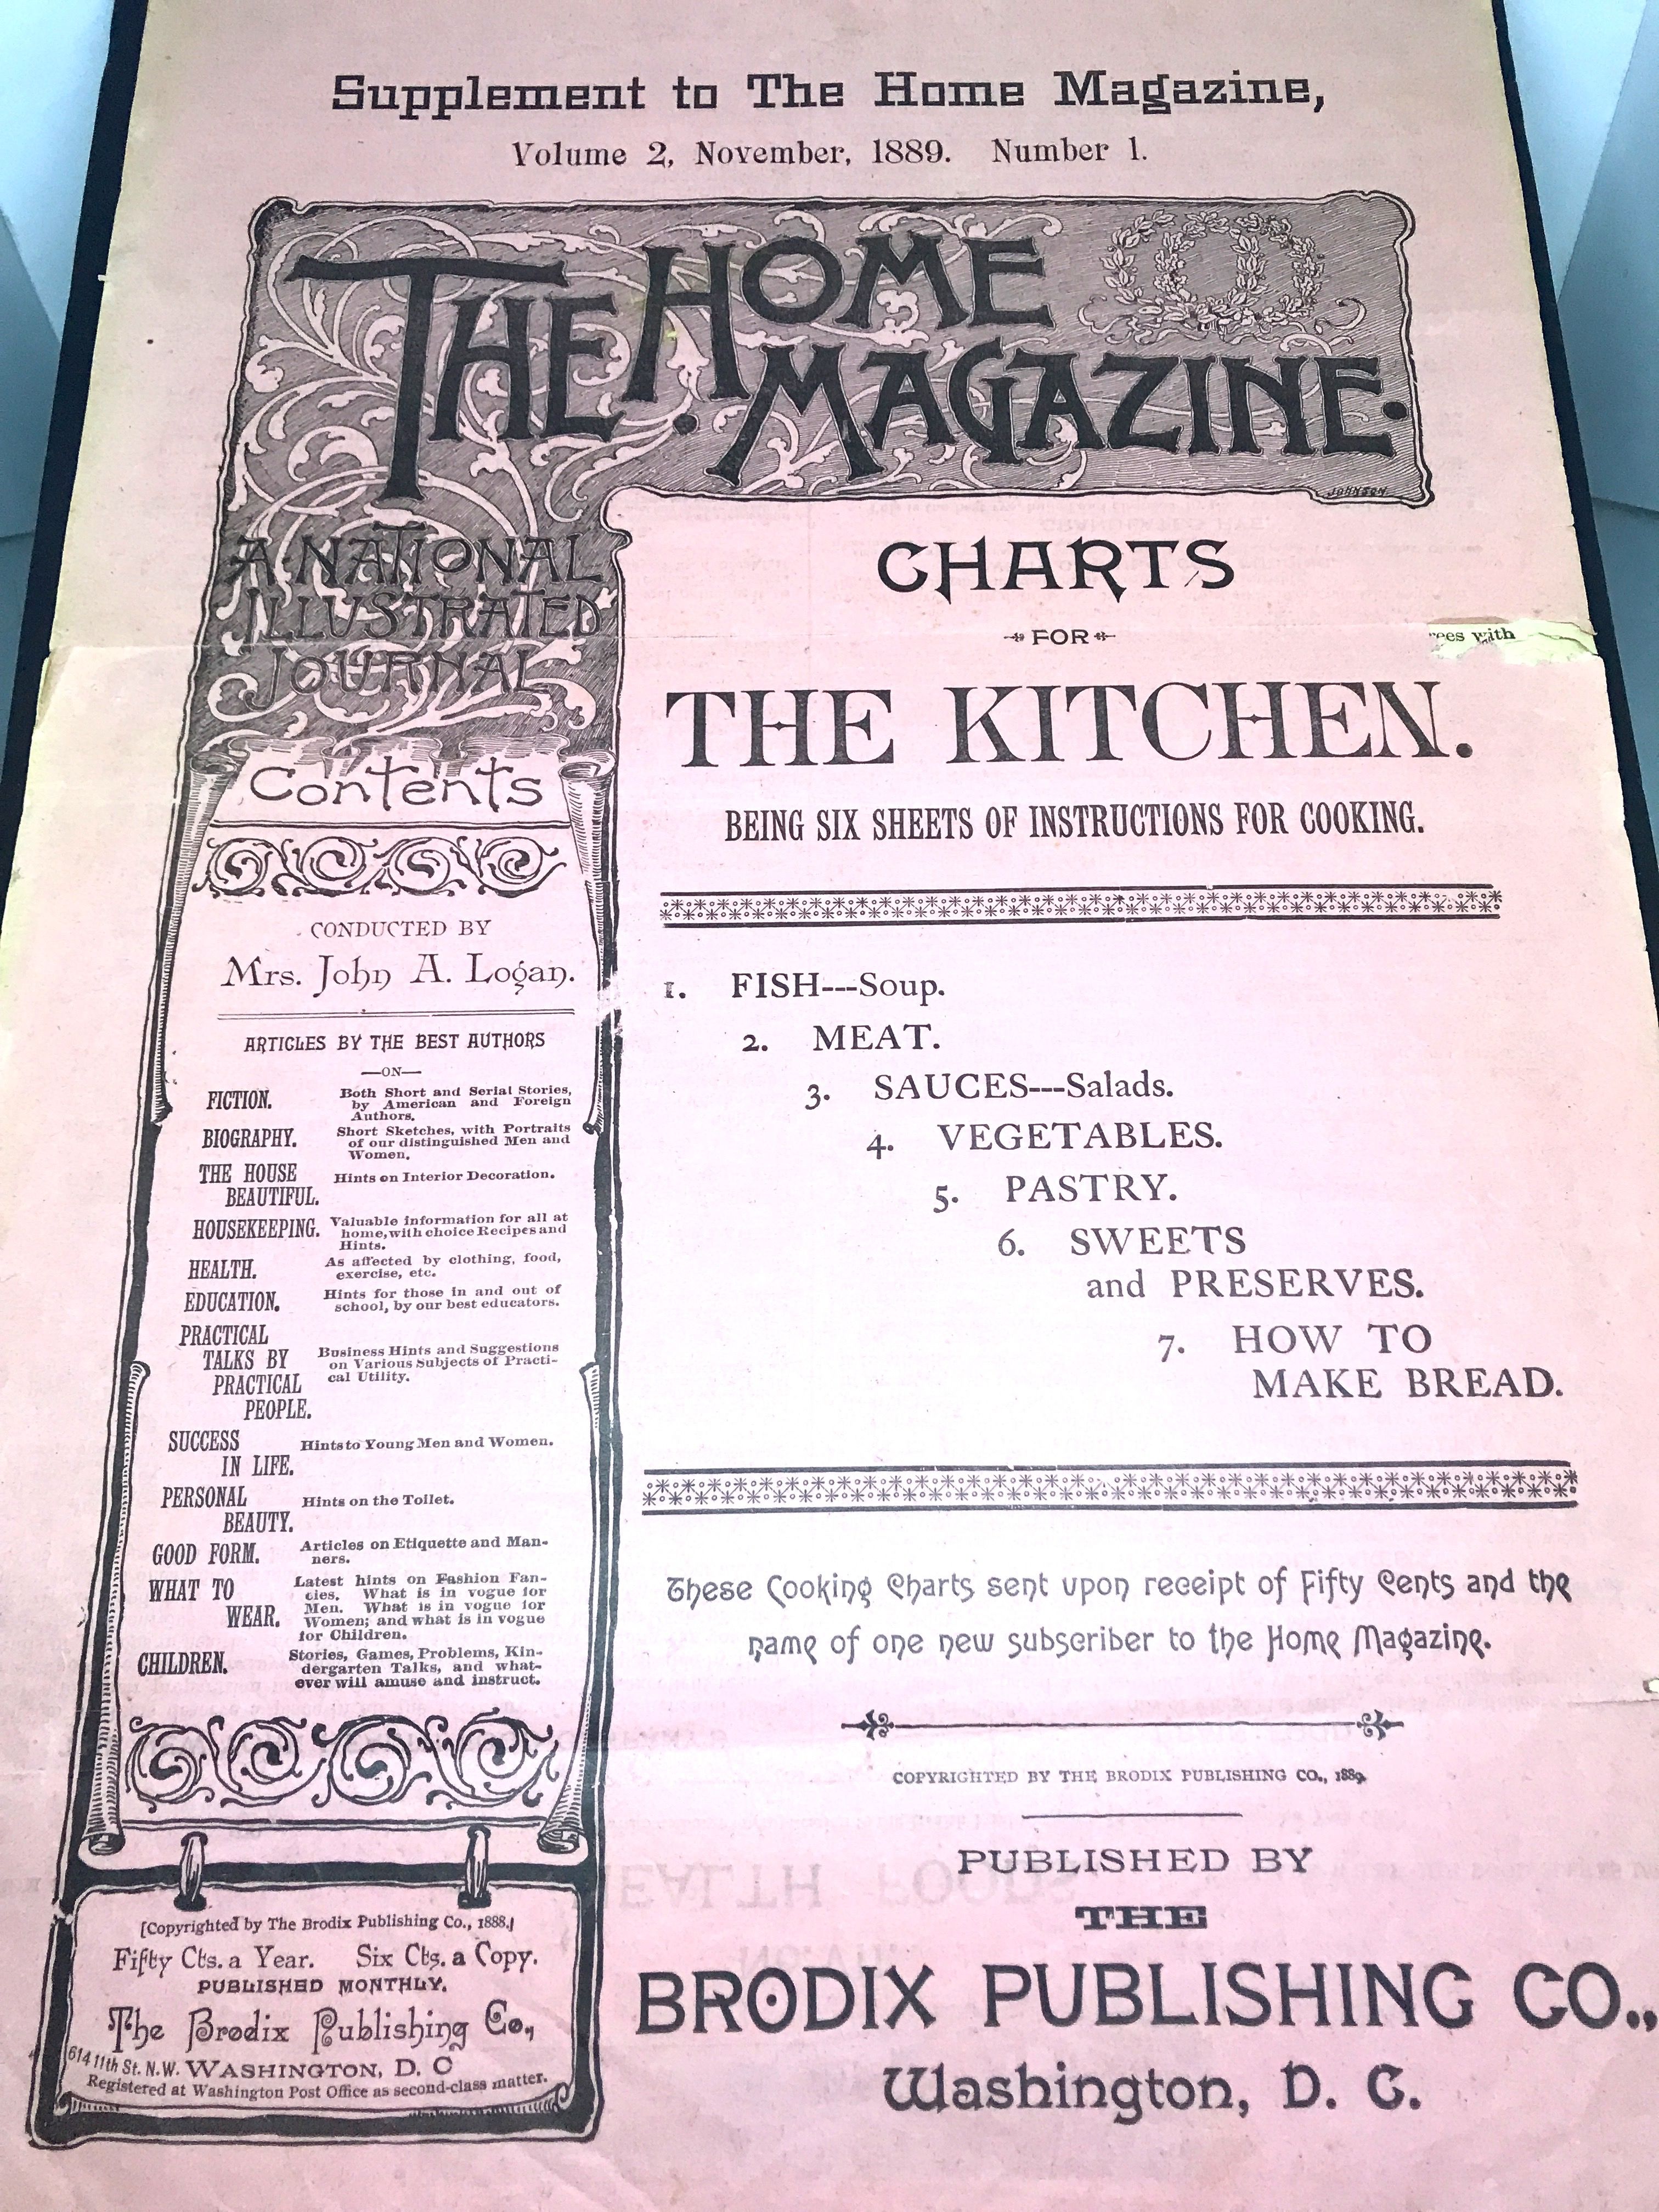 Supplement to The Home Magazine,
Volume 2, November, 1889. Number 1.
THE HOME
MAGAZINE.
JOHNSON
A NATIONAL
ILLUSTRATED
JOURNAL
Contents
CONDUCTED BY
Mrs. John A. Logan.
ARTICLES BY THE BEST AUTHORS
—ON—
FICTION. Both Short and Serial Stories,
by American and Foreign
Authors.
BIOGRAPHY. Short Sketches, with Portraits
of our distinguished Men and
Women.
THE HOUSE Hints on Interior Decoration.
BEAUTIFUL.
HOUSEKEEPING. Valuable information for all at
home, with choice Recipes and
Hints.
HEALTH. As affected by clothing, food,
exercise, etc.
EDUCATION. Hints for those in and out of
school, by our best educators.
PRACTICAL
TALKS BY Business Hints and Suggestions
on Various Subjects of Practi-
PRACTICAL cal Utility.
PEOPLE.
SUCCESS Hints to Young Men and Women.
IN LIFE.
PERSONAL Hints on the Toilet.
BEAUTY.
GOOD FORM. Articles on Etiquette and Man-
ners.
WHAT TO Latest hints on Fashion Fan-
cies. What is in vogue for
WEAR. Men. What is in vogue for
Women; and what is in vogue
for Children.
CHILDREN. Stories, Games, Problems, Kin-
dergarten Talks, and what-
ever will amuse and instruct.
[Copyrighted by The Brodix Publishing Co., 1888.]
Fifty Cts. a Year. Six Cts. a Copy.
PUBLISHED MONTHLY.
The Brodix Publishing Co.,
614 11th St. N.W. WASHINGTON, D. C
Registered at Washington Post Office as second-class matter.
CHARTS
FOR
with
THE KITCHEN.
BEING SIX SHEETS OF INSTRUCTIONS FOR COOKING.
1. FISH---Soup.
2. MEAT.
3. SAUCES---Salads.
4. VEGETABLES.
5. PASTRY.
6. SWEETS
and PRESERVES.
7. HOW TO
MAKE BREAD.
These Cooking Charts sent upon receipt of Fifty Cents and the
name of one new subscriber to the Home Magazine.
COPYRIGHTED BY THE BRODIX PUBLISHING CO., 1889.
PUBLISHED BY
THE
BRODIX PUBLISHING CO.,
Washington, D. C.